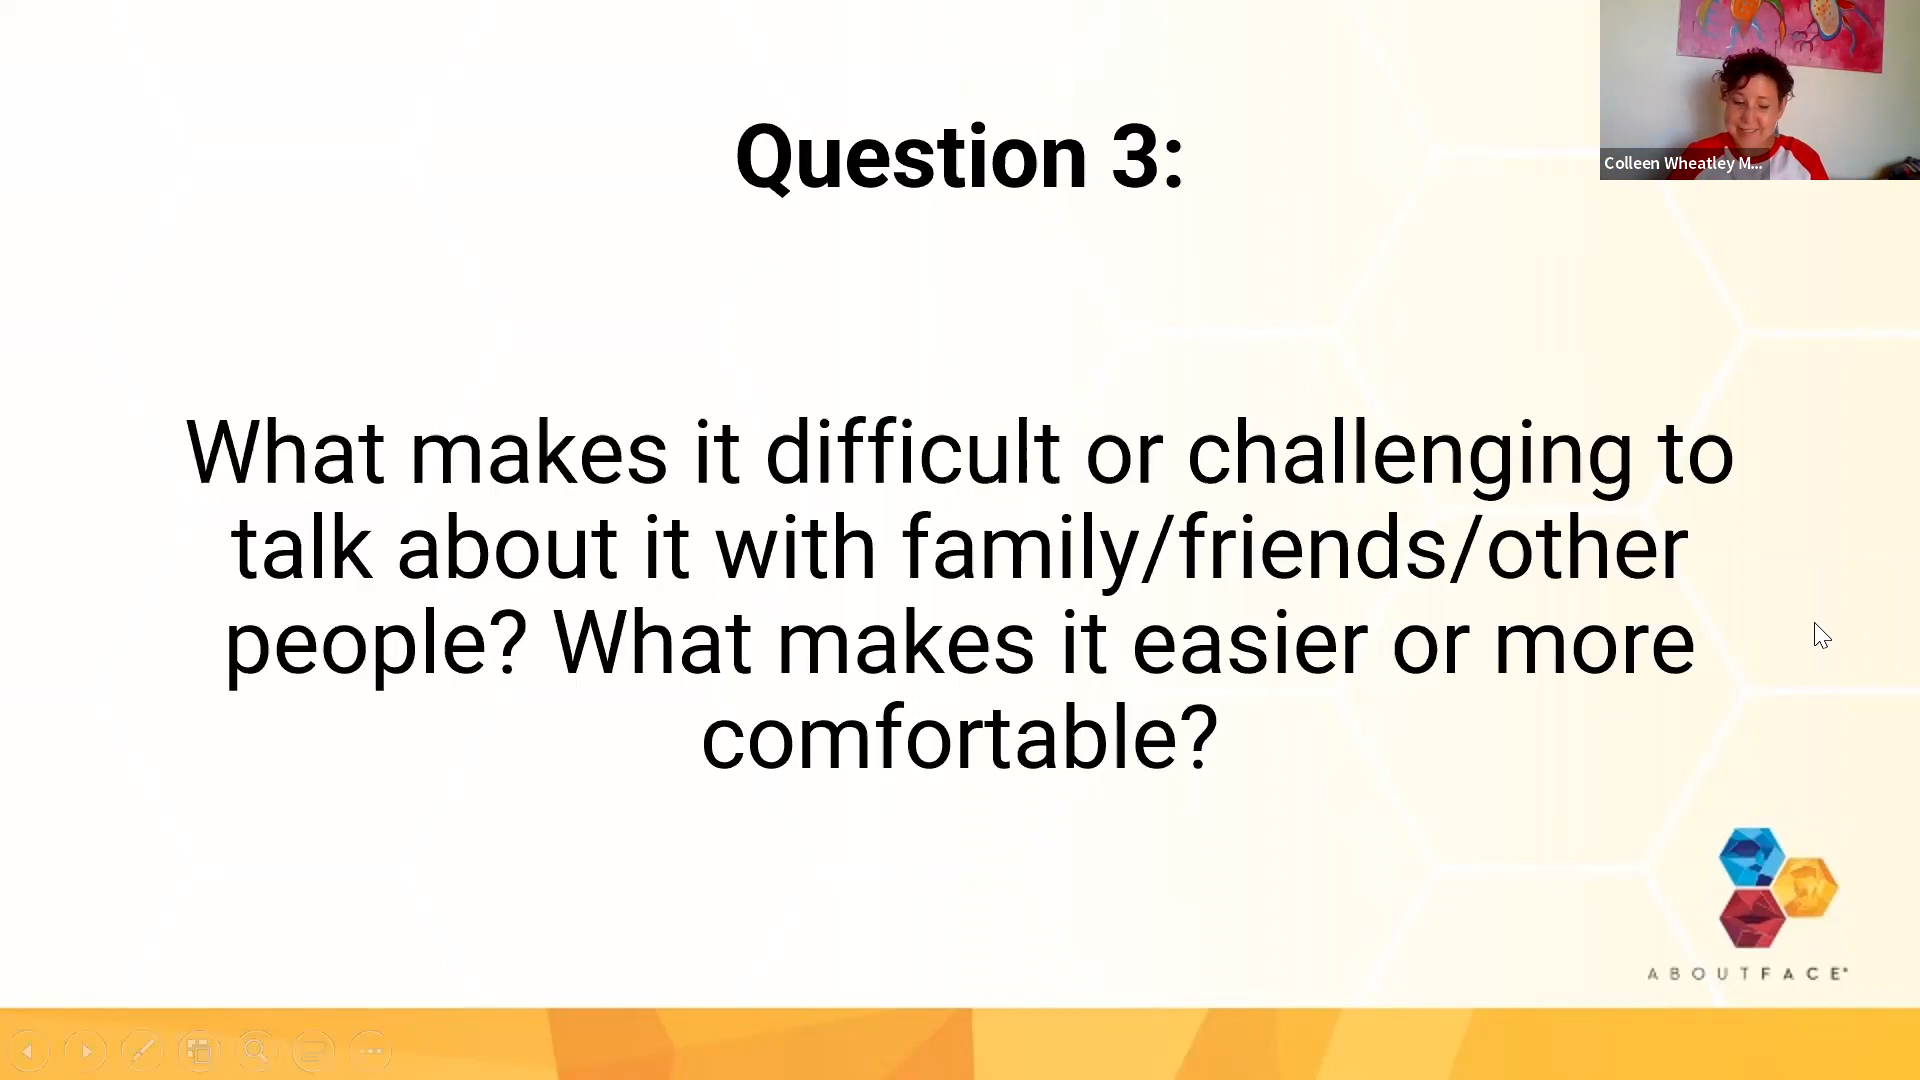 Question 3:
Colleen Wheatley M...
What makes it difficult or challenging to
talk about it with family/friends/other
people? What makes it easier or more
comfortable?
ABOUTFACE